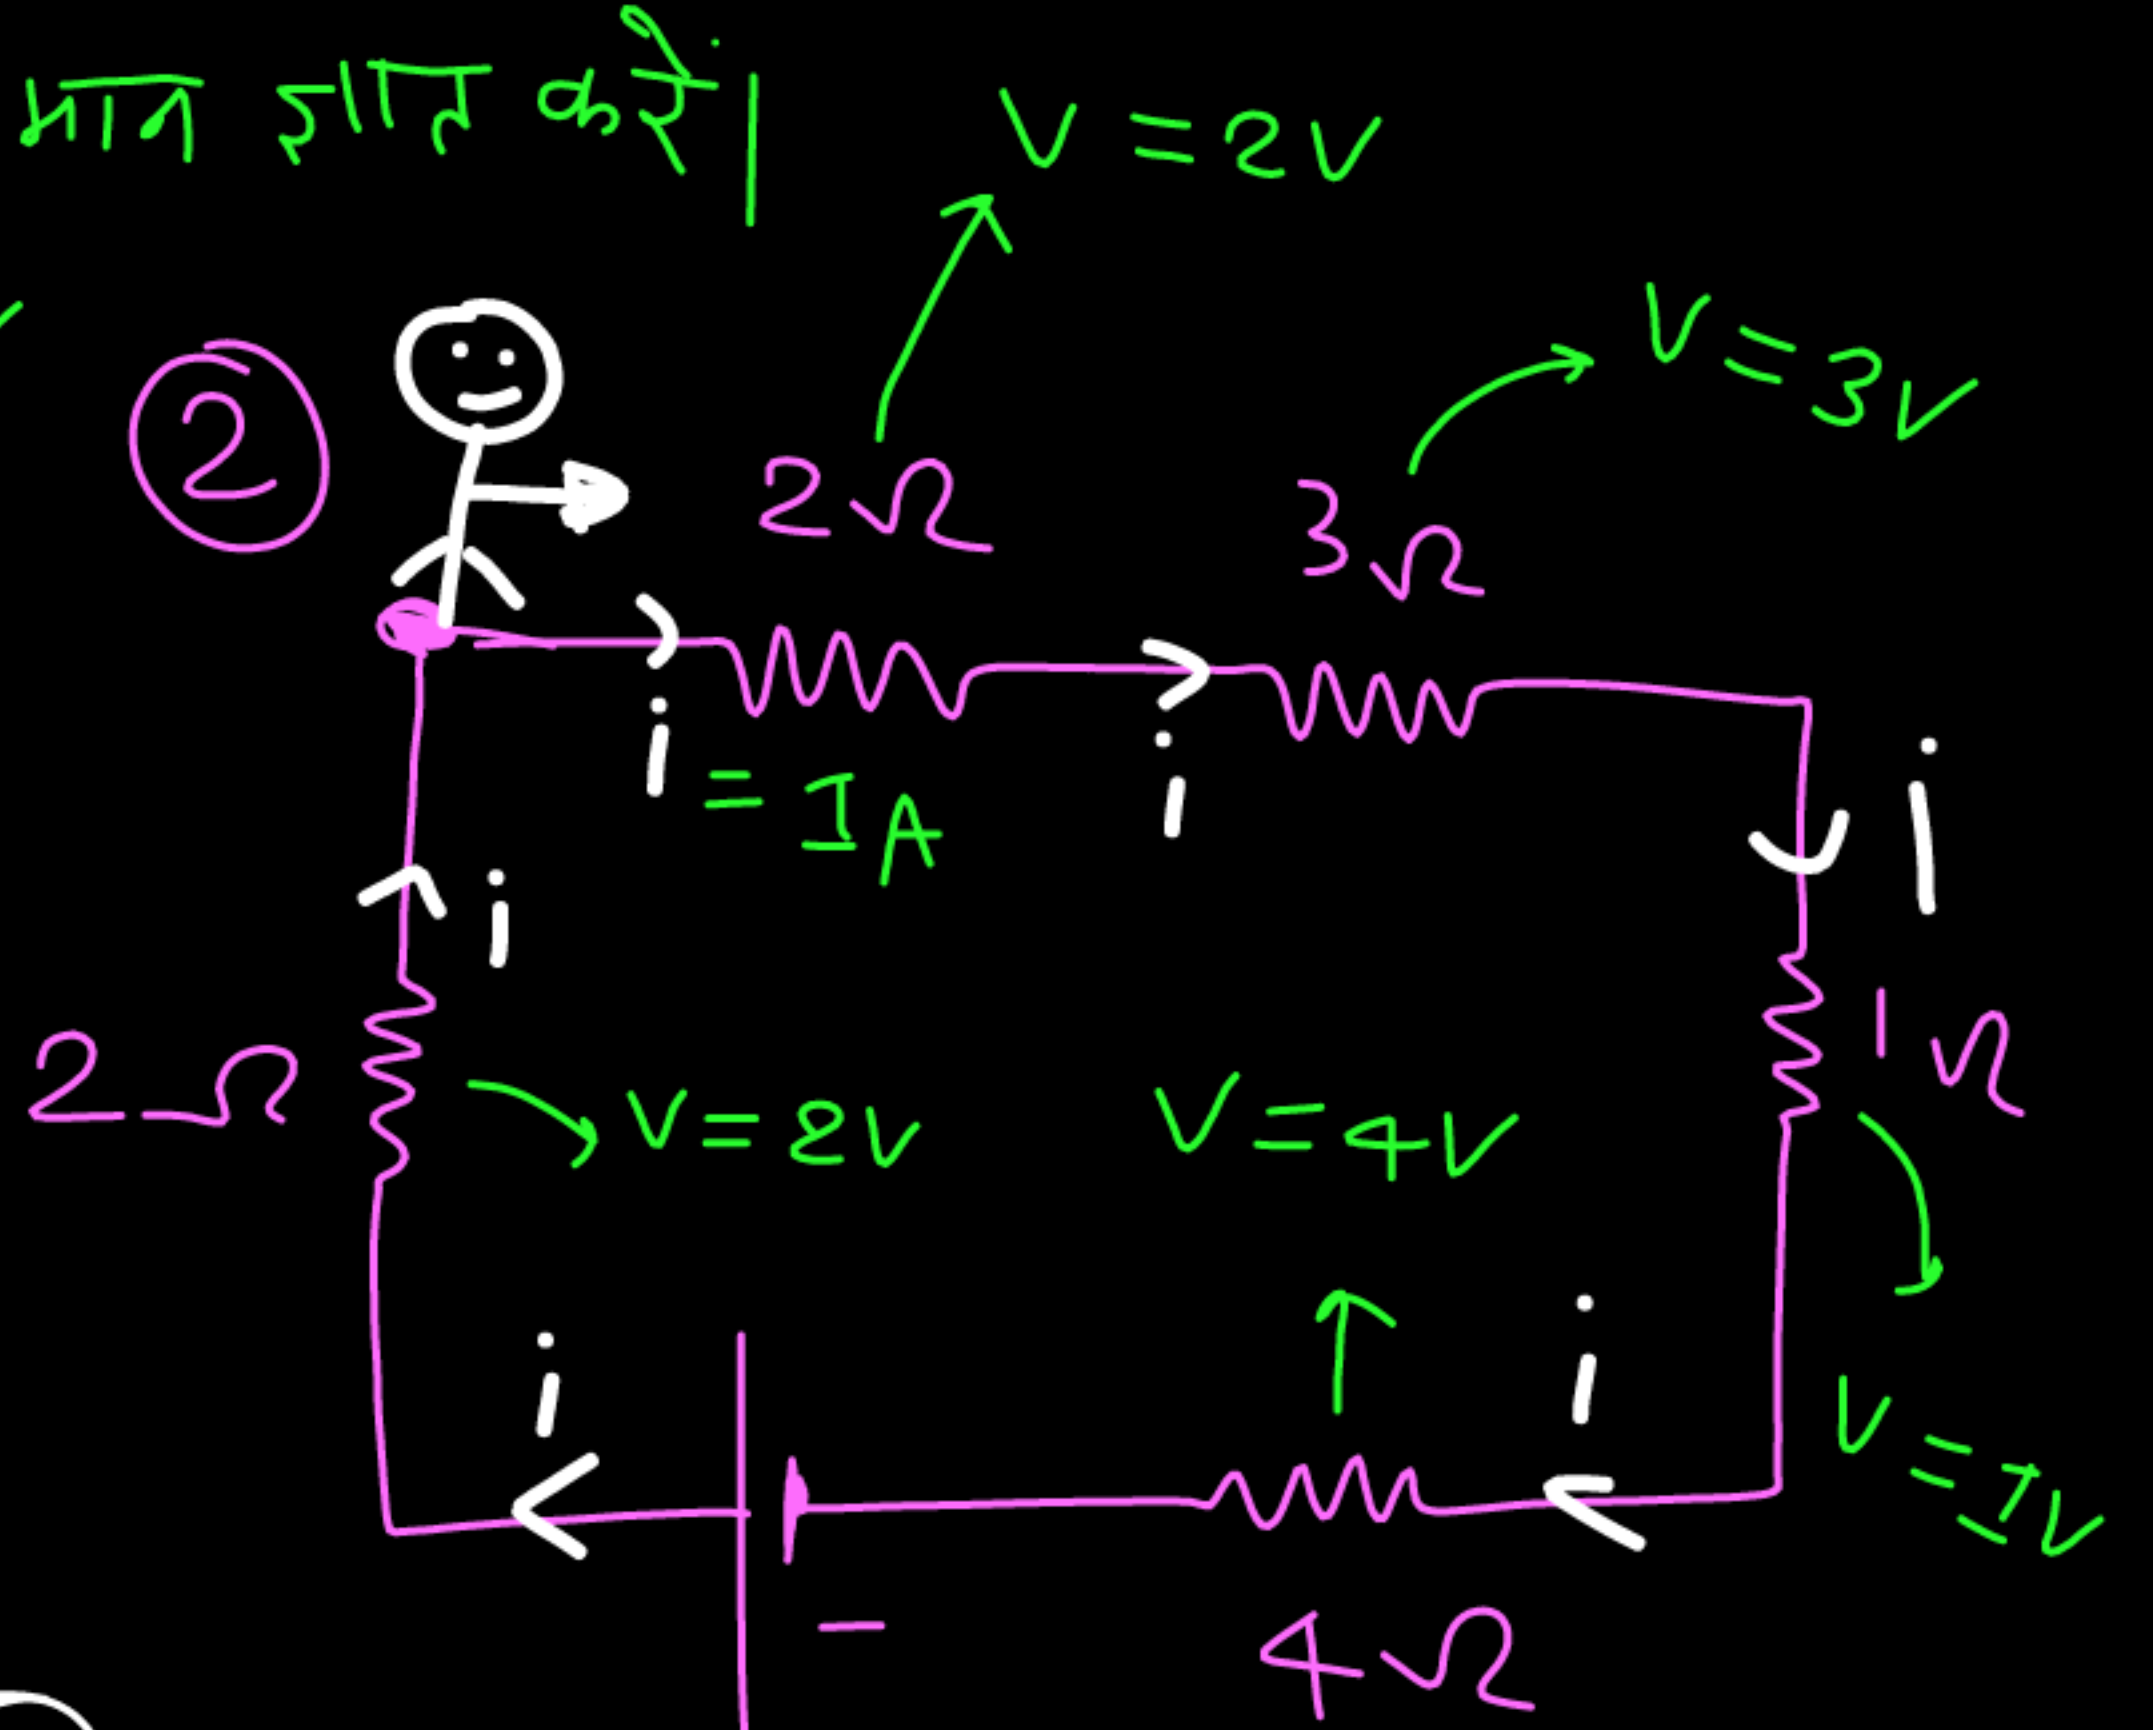 मान ज्ञात करें|
V = 2V
V = 3V
2
2Ω
3Ω
i = 1A
i
i
i
2Ω
V = 2V
V = 4V
1Ω
i
i
V = 1V
−
4Ω